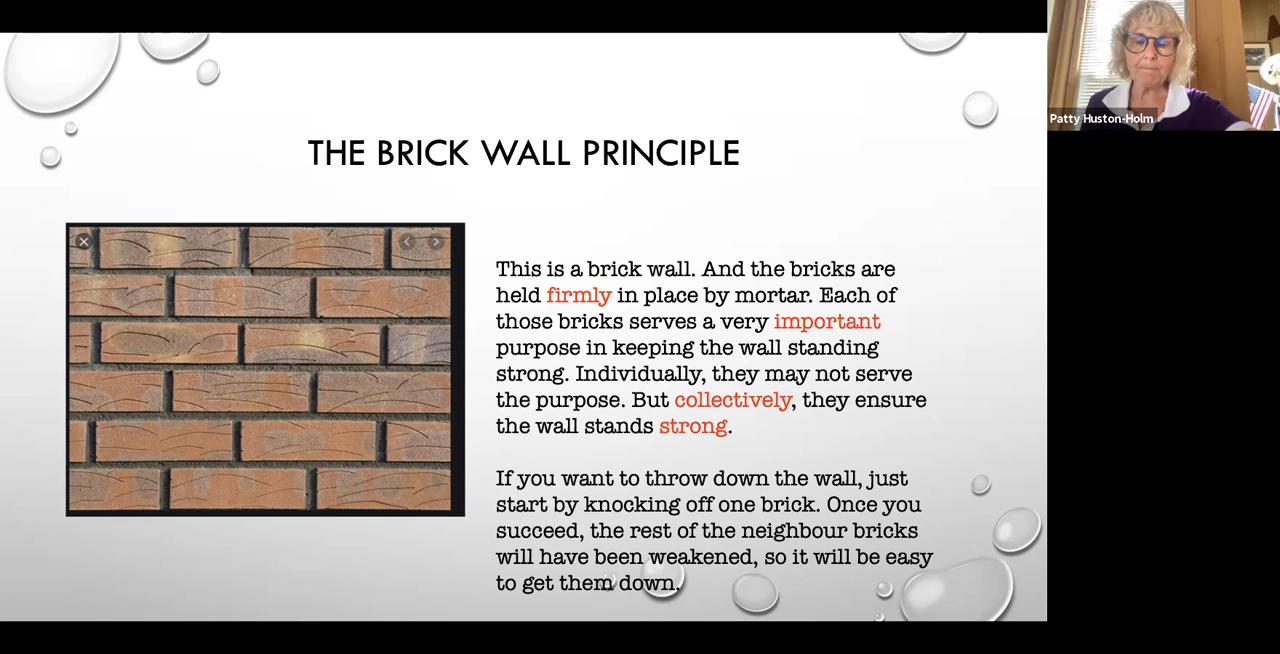 THE BRICK WALL PRINCIPLE
This is a brick wall. And the bricks are
held firmly in place by mortar. Each of
those bricks serves a very important
purpose in keeping the wall standing
strong. Individually, they may not serve
the purpose. But collectively, they ensure
the wall stands strong.
If you want to throw down the wall, just
start by knocking off one brick. Once you
succeed, the rest of the neighbour bricks
will have been weakened, so it will be easy
to get them down.
Patty Huston-Holm